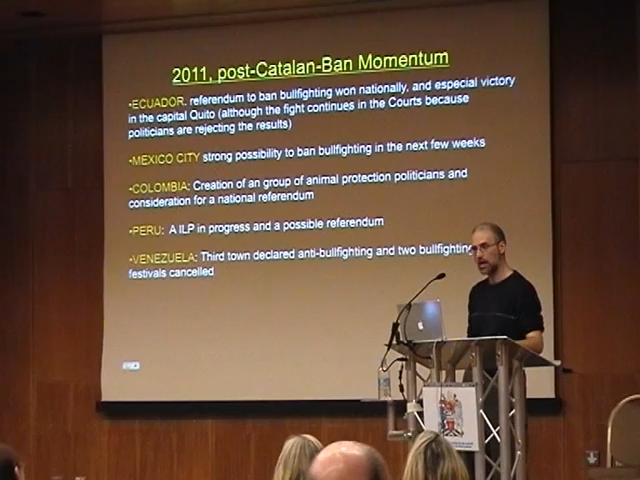 2011, post-Catalan-Ban Momentum
•ECUADOR. referendum to ban bullfighting won nationally, and especial victory
in the capital Quito (although the fight continues in the Courts because
politicians are rejecting the results)
•MEXICO CITY strong possibility to ban bullfighting in the next few weeks
•COLOMBIA: Creation of an group of animal protection politicians and
consideration for a national referendum
•PERU: A ILP in progress and a possible referendum
•VENEZUELA: Third town declared anti-bullfighting and two bullfighting
festivals cancelled